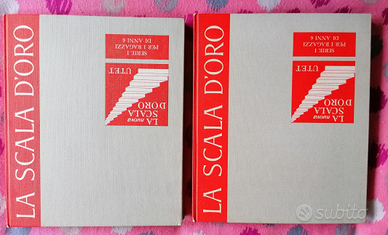 LA SCALA D'ORO
SERIE I
PER I RAGAZZI
DI ANNI 6
LA nuova
SCALA
D'ORO
UTET
LA SCALA D'ORO
SERIE I
PER I RAGAZZI
DI ANNI 6
LA nuova
SCALA
D'ORO
UTET
subito